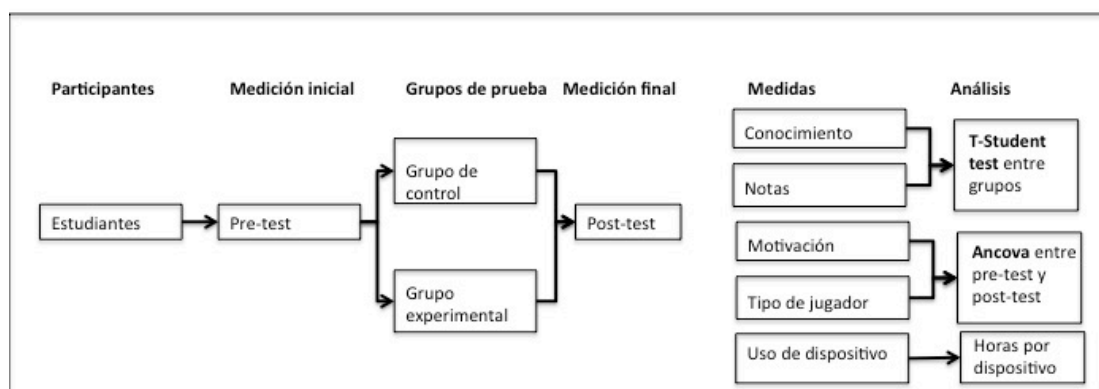 Participantes
Medición inicial
Grupos de prueba
Medición final
Medidas
Análisis
Estudiantes
Pre-test
Grupo de
control
Grupo
experimental
Post-test
Conocimiento
Notas
T-Student
test entre
grupos
Motivación
Tipo de jugador
Ancova entre
pre-test y
post-test
Uso de dispositivo
Horas por
dispositivo